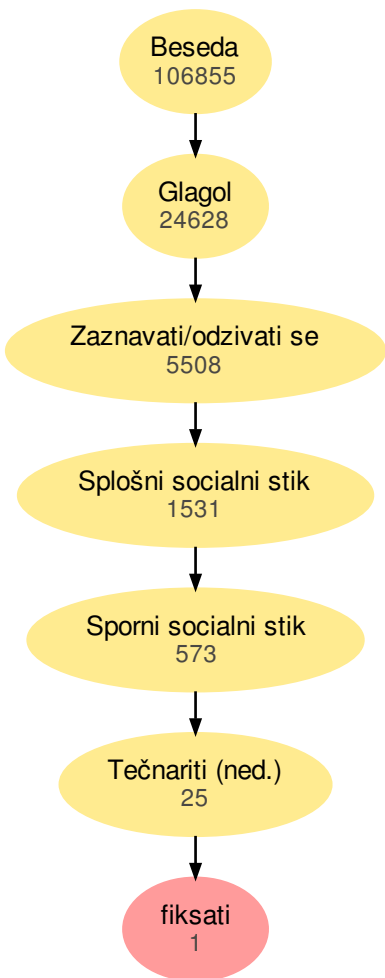 Beseda
106855
Glagol
24628
Zaznavati/odzivati se
5508
Splošni socialni stik
1531
Sporni socialni stik
573
Tečnariti (ned.)
25
fiksati
1